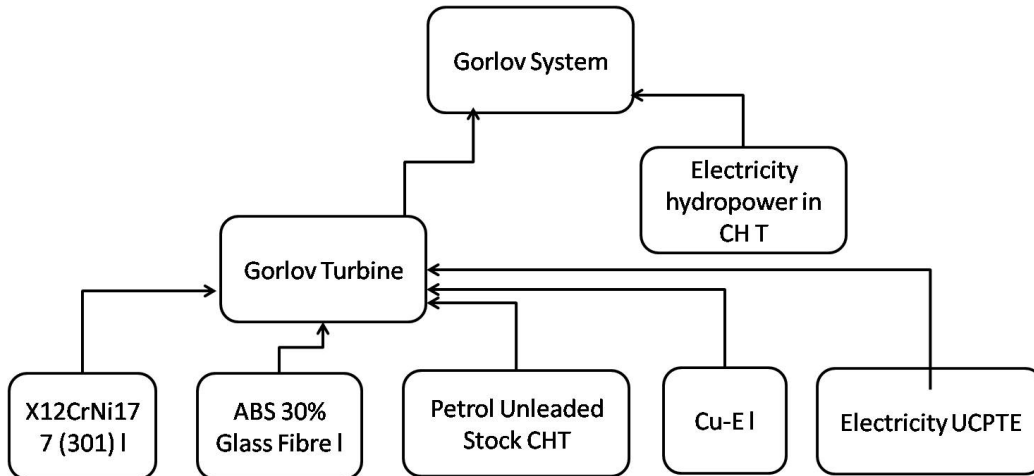 Gorlov System
Electricity
hydropower in
CH T
Gorlov Turbine
X12CrNi17
7 (301) I
ABS 30%
Glass Fibre I
Petrol Unleaded
Stock CHT
Cu-E I
Electricity UCPTE